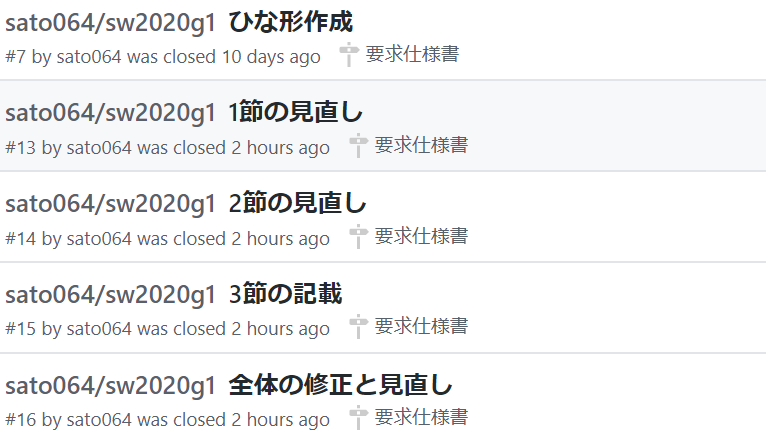 sato064/sw2020g1 ひな形作成
#7 by sato064 was closed 10 days ago 要求仕様書
sato064/sw2020g1 1節の見直し
#13 by sato064 was closed 2 hours ago 要求仕様書
sato064/sw2020g1 2節の見直し
#14 by sato064 was closed 2 hours ago 要求仕様書
sato064/sw2020g1 3節の記載
#15 by sato064 was closed 2 hours ago 要求仕様書
sato064/sw2020g1 全体の修正と見直し
#16 by sato064 was closed 2 hours ago 要求仕様書